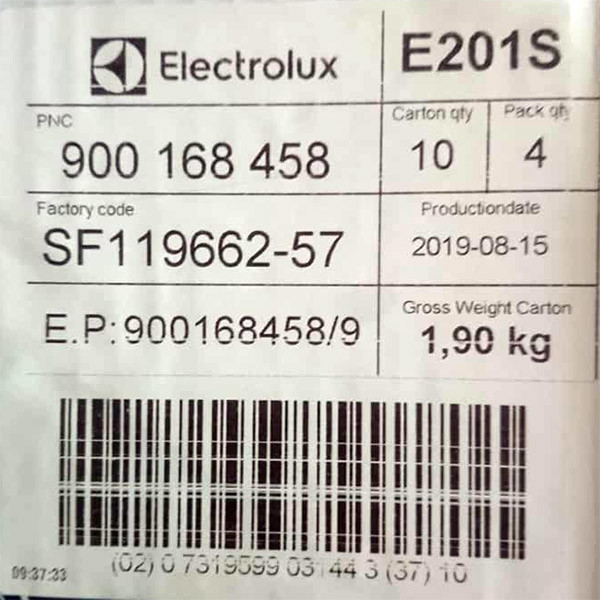 Electrolux
E201S
PNC
900 168 458
Carton qty
10
Pack qty
4
Factory code
SF119662-57
Productiondate
2019-08-15
E.P:900168458/9
Gross Weight Carton
1,90 kg
(02) 0 7319599 03144 3 (37) 10
09:37:33